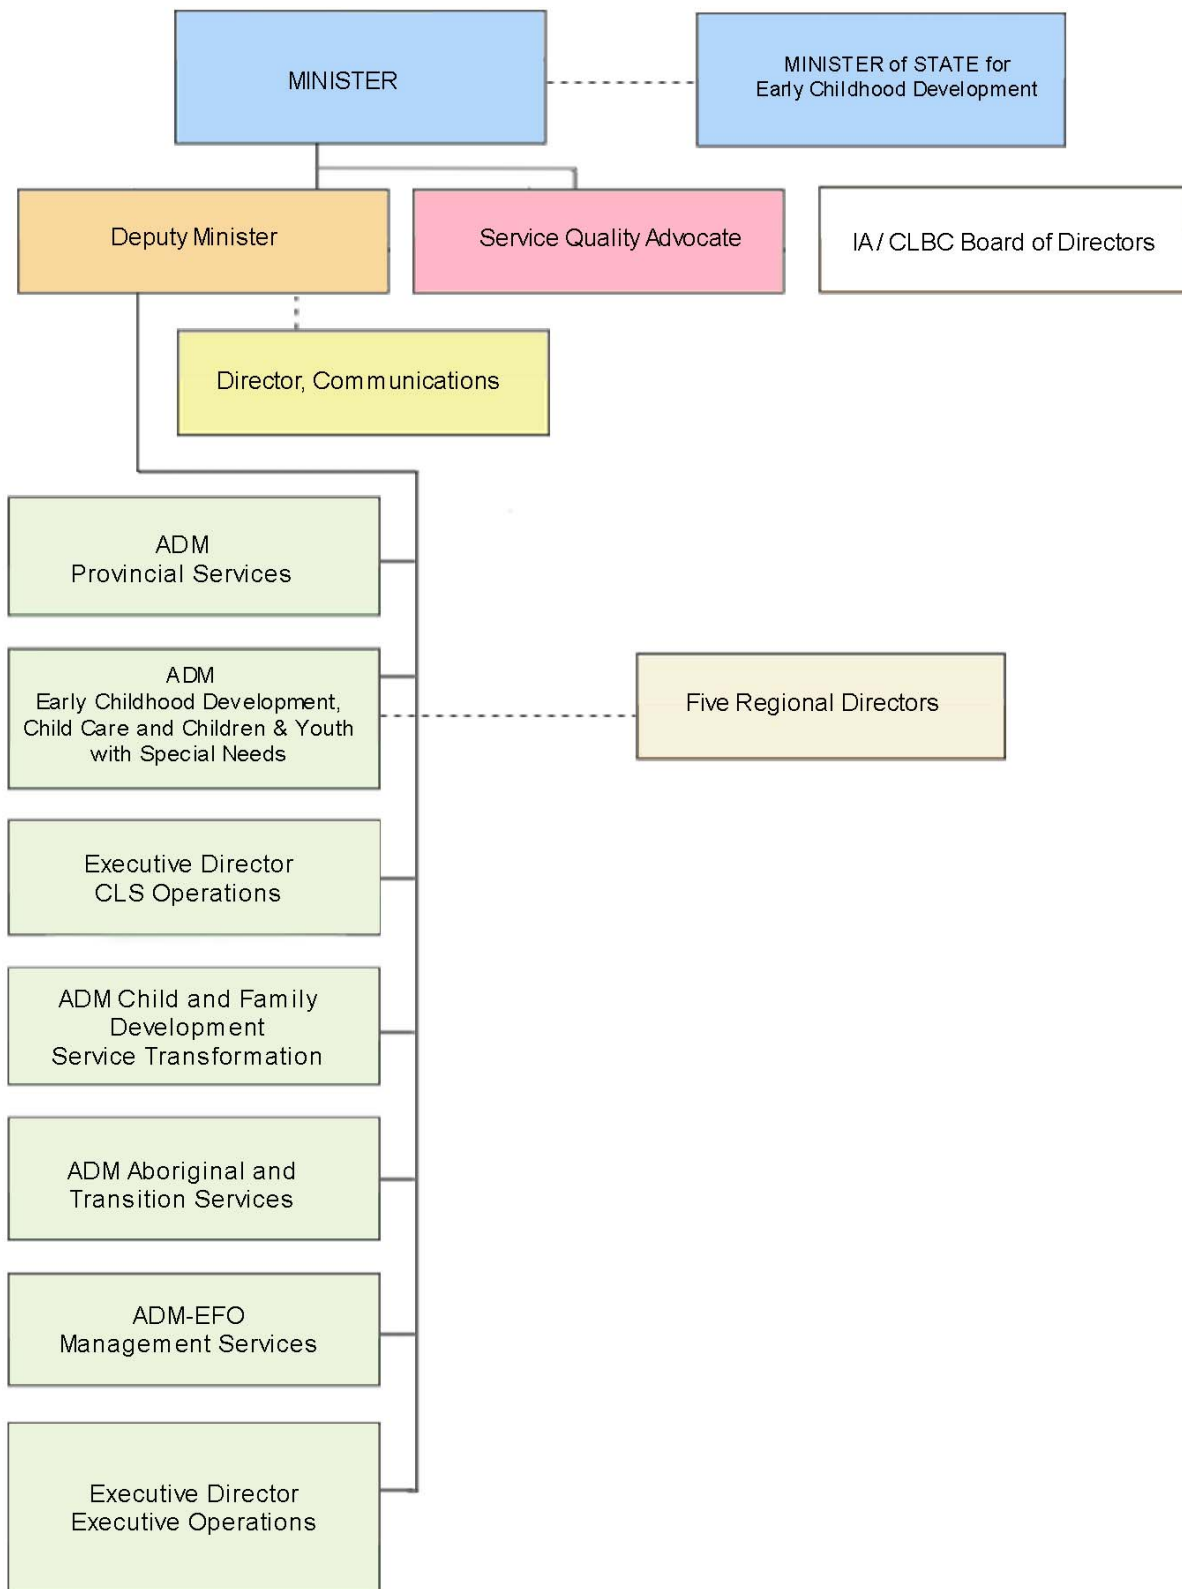 MINISTER
MINISTER of STATE for
Early Childhood Development
Deputy Minister
Service Quality Advocate
IA / CLBC Board of Directors
Director, Communications
ADM
Provincial Services
ADM
Early Childhood Development,
Child Care and Children & Youth
with Special Needs
Five Regional Directors
Executive Director
CLS Operations
ADM Child and Family
Development
Service Transformation
ADM Aboriginal and
Transition Services
ADM-EFO
Management Services
Executive Director
Executive Operations